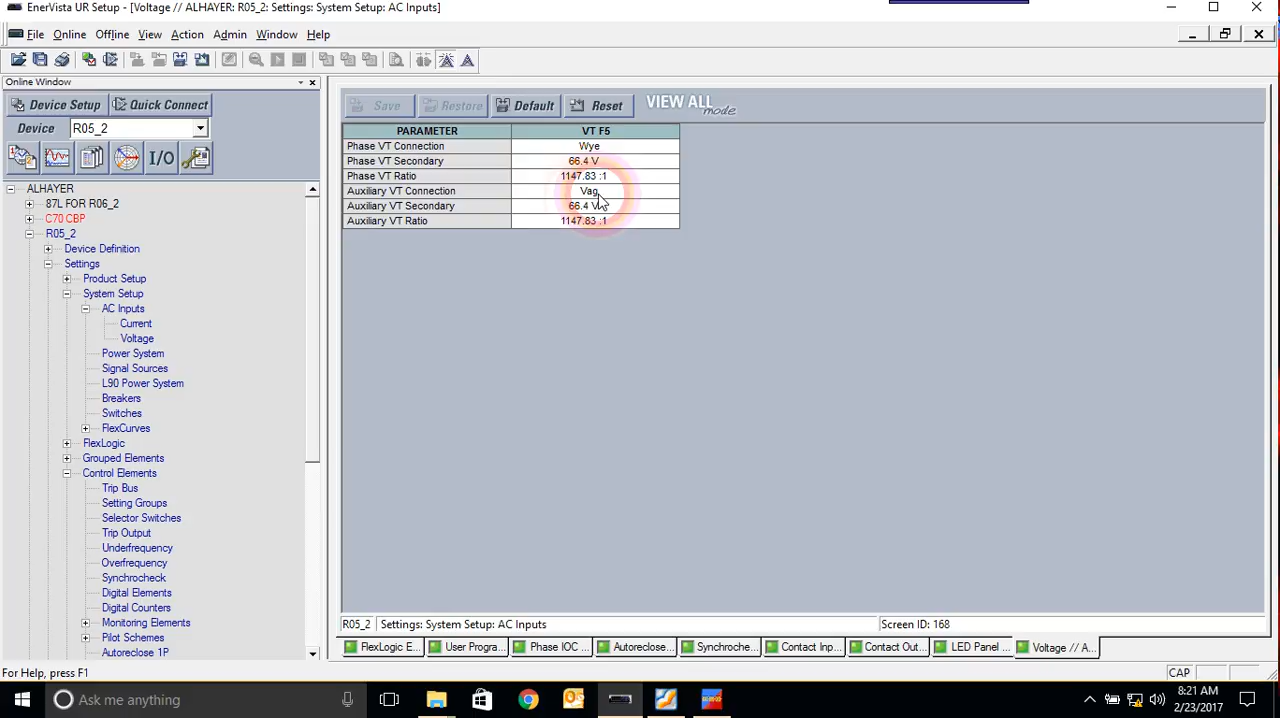 EnerVista UR Setup - [Voltage // ALHAYER: R05_2: Settings: System Setup: AC Inputs]
File Online Offline View Action Admin Window Help
Online Window
Device Setup Quick Connect
Device R05_2
I/O
ALHAYER
87L FOR R06_2
C70 CBP
R05_2
Device Definition
Settings
Product Setup
System Setup
AC Inputs
Current
Voltage
Power System
Signal Sources
L90 Power System
Breakers
Switches
FlexCurves
FlexLogic
Grouped Elements
Control Elements
Trip Bus
Setting Groups
Selector Switches
Trip Output
Underfrequency
Overfrequency
Synchrocheck
Digital Elements
Digital Counters
Monitoring Elements
Pilot Schemes
Autoreclose 1P
Save Restore Default Reset VIEW ALL mode
PARAMETER VT F5
Phase VT Connection Wye
Phase VT Secondary 66.4 V
Phase VT Ratio 1147.83 :1
Auxiliary VT Connection Vag
Auxiliary VT Secondary 66.4 V
Auxiliary VT Ratio 1147.83 :1
R05_2 Settings: System Setup: AC Inputs Screen ID: 168
FlexLogic E... User Progra... Phase IOC ... Autoreclose... Synchroche... Contact Inp... Contact Out... LED Panel ... Voltage // A...
For Help, press F1 CAP
Ask me anything
8:21 AM
2/23/2017